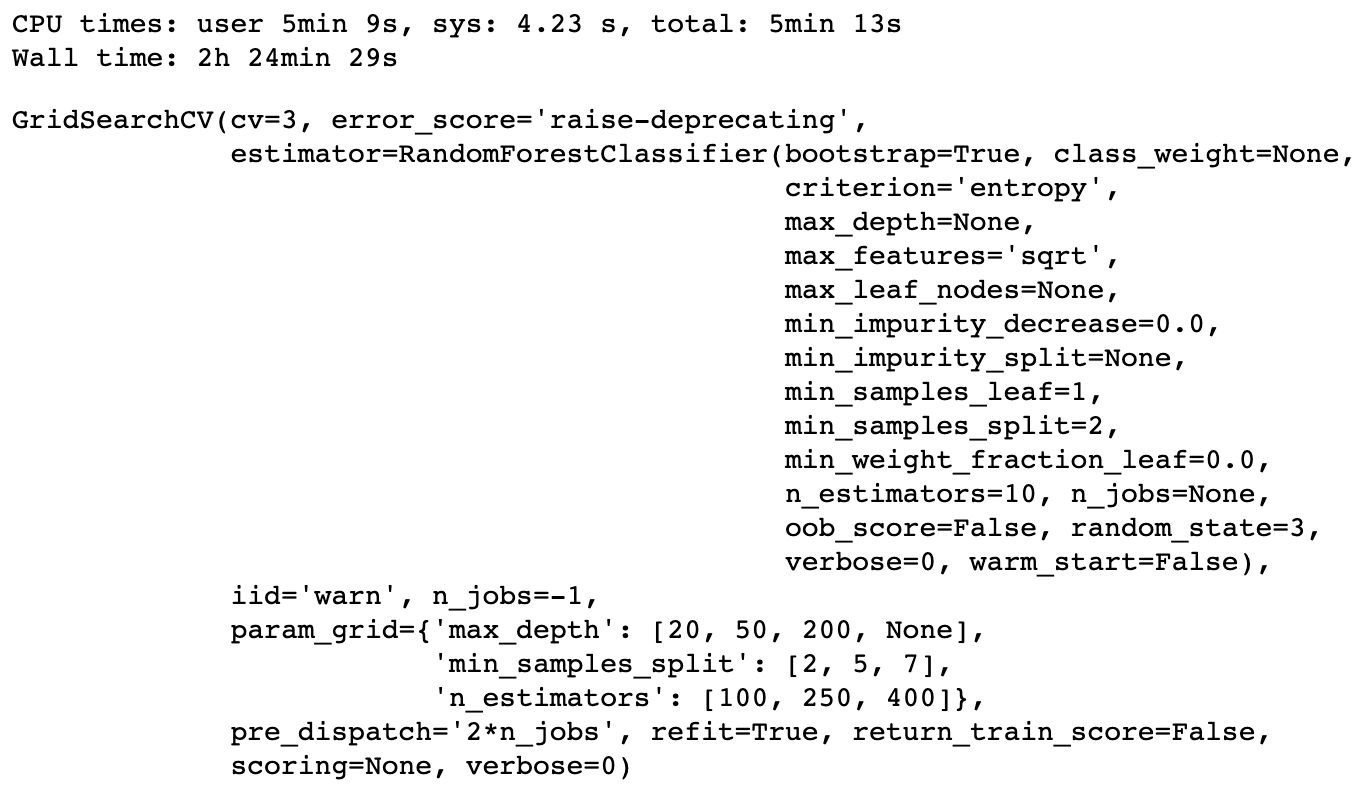 CPU times: user 5min 9s, sys: 4.23 s, total: 5min 13s
Wall time: 2h 24min 29s
GridSearchCV(cv=3, error_score='raise-deprecating',
estimator=RandomForestClassifier(bootstrap=True, class_weight=None,
criterion='entropy',
max_depth=None,
max_features='sqrt',
max_leaf_nodes=None,
min_impurity_decrease=0.0,
min_impurity_split=None,
min_samples_leaf=1,
min_samples_split=2,
min_weight_fraction_leaf=0.0,
n_estimators=10, n_jobs=None,
oob_score=False, random_state=3,
verbose=0, warm_start=False),
iid='warn', n_jobs=-1,
param_grid={'max_depth': [20, 50, 200, None],
'min_samples_split': [2, 5, 7],
'n_estimators': [100, 250, 400]},
pre_dispatch='2*n_jobs', refit=True, return_train_score=False,
scoring=None, verbose=0)